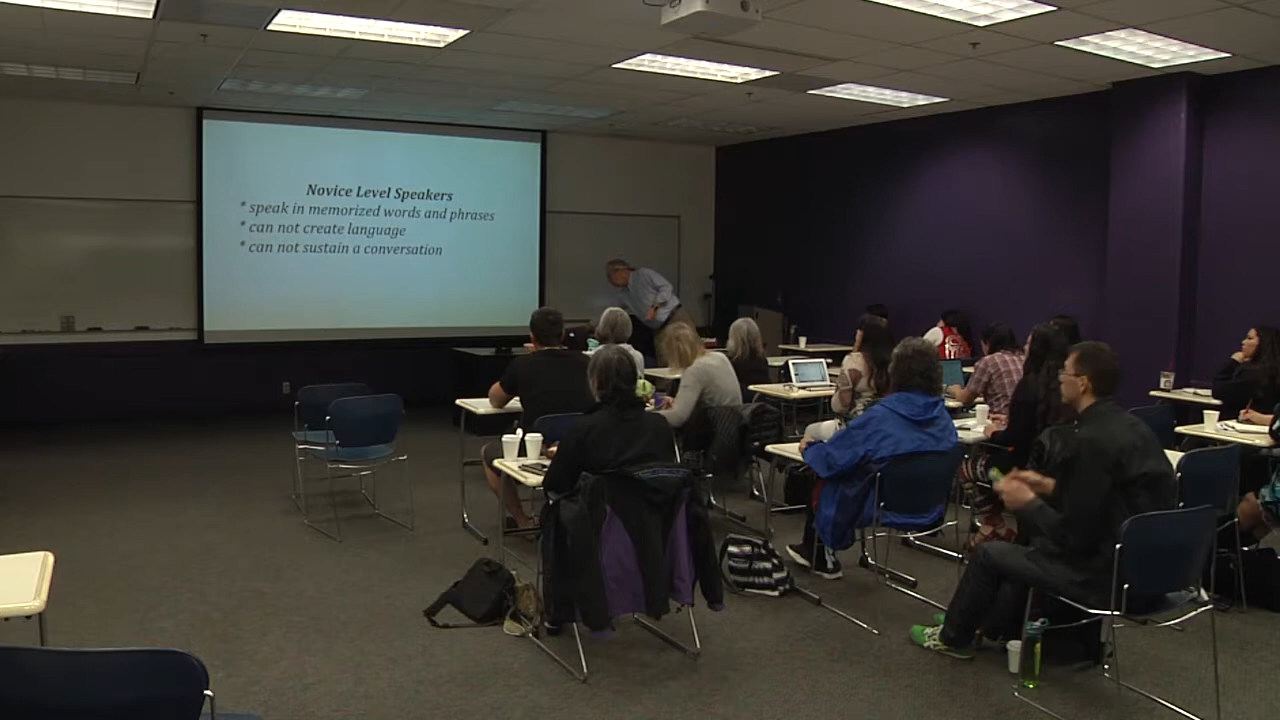 Novice Level Speakers
* speak in memorized words and phrases
* can not create language
* can not sustain a conversation